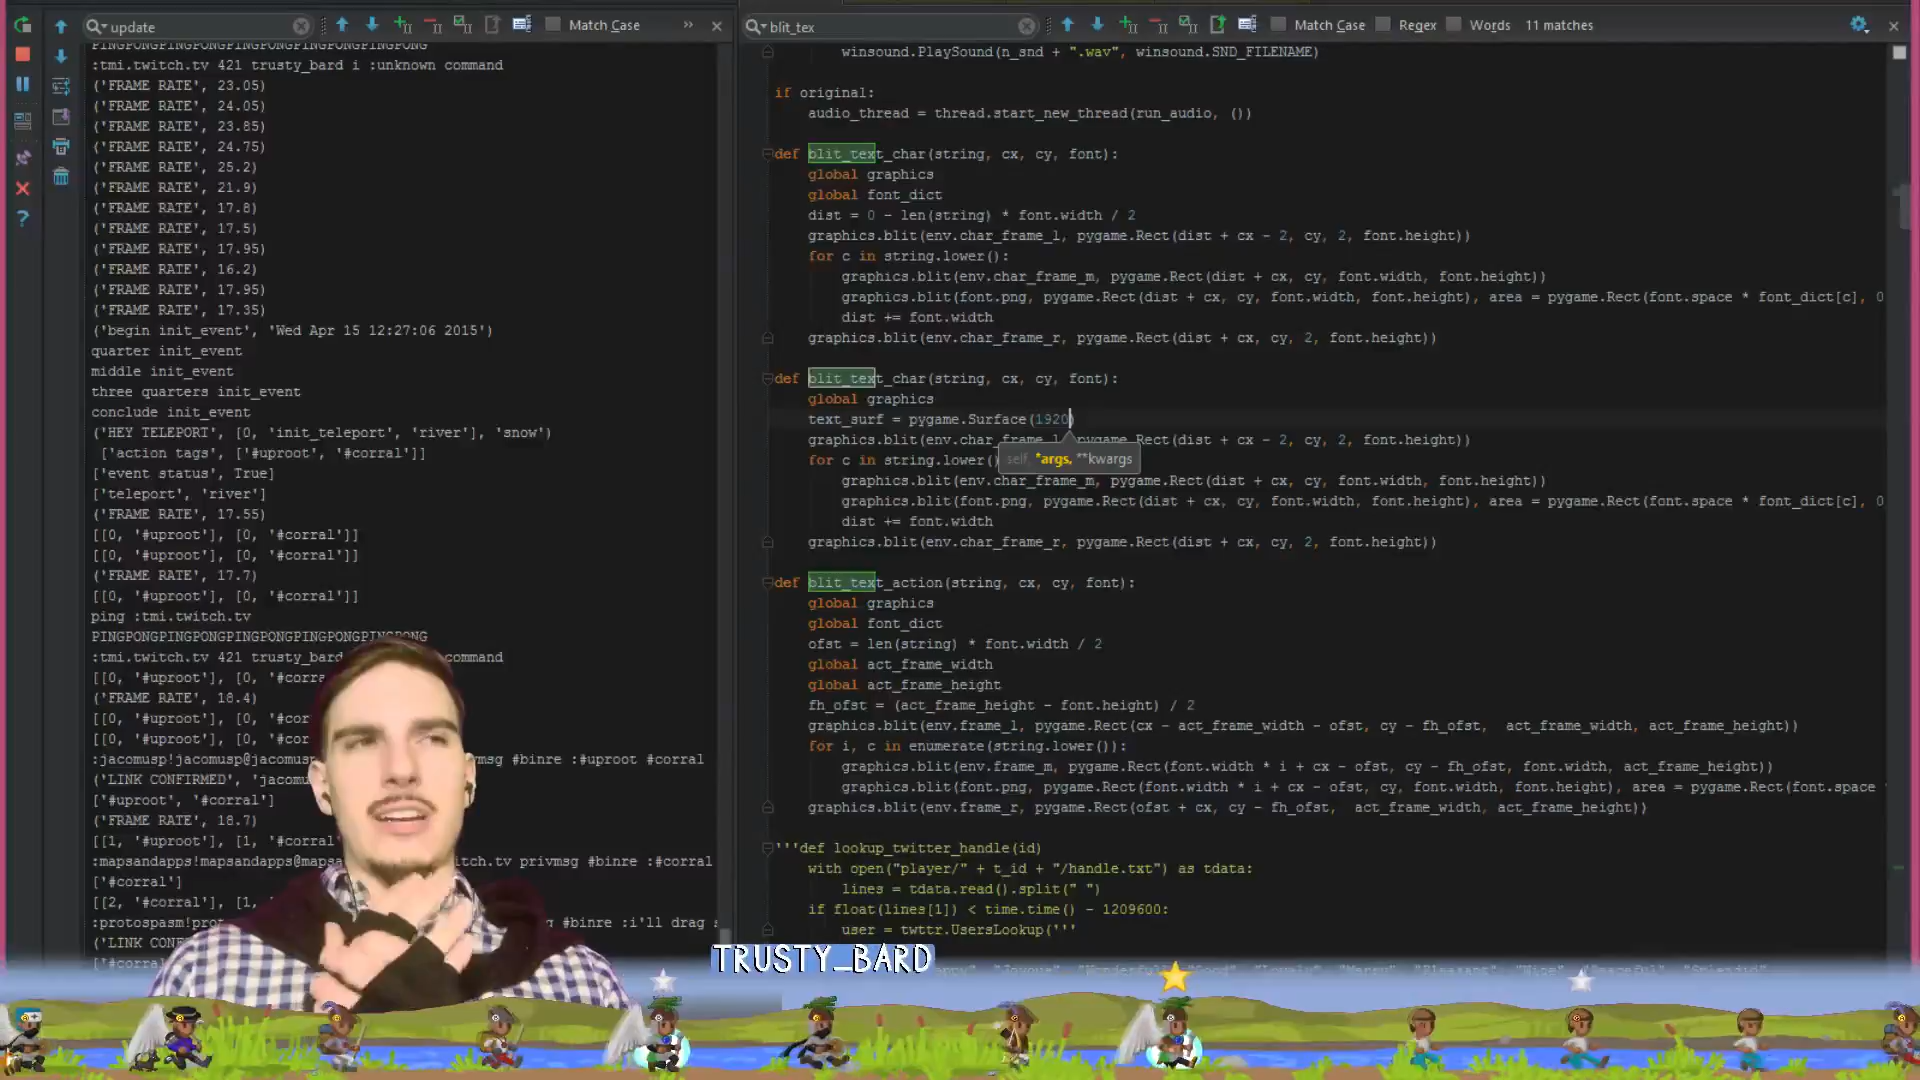 update
Match Case
»
blit_tex
Match Case
Regex
Words
11 matches
PINGPONGPINGPONGPINGPONGPINGPONGPINGPONG
:tmi.twitch.tv 421 trusty_bard i :unknown command
('FRAME RATE', 23.05)
('FRAME RATE', 24.05)
('FRAME RATE', 23.85)
('FRAME RATE', 24.75)
('FRAME RATE', 25.2)
('FRAME RATE', 21.9)
('FRAME RATE', 17.8)
('FRAME RATE', 17.5)
('FRAME RATE', 17.95)
('FRAME RATE', 16.2)
('FRAME RATE', 17.95)
('FRAME RATE', 17.35)
('begin init_event', 'Wed Apr 15 12:27:06 2015')
quarter init_event
middle init_event
three quarters init_event
conclude init_event
('HEY TELEPORT', [0, 'init_teleport', 'river'], 'snow')
['action tags', ['#uproot', '#corral']]
['event status', True]
['teleport', 'river']
('FRAME RATE', 17.55)
[[0, '#uproot'], [0, '#corral']]
[[0, '#uproot'], [0, '#corral']]
('FRAME RATE', 17.7)
[[0, '#uproot'], [0, '#corral']]
ping :tmi.twitch.tv
PINGPONGPINGPONGPINGPONGPINGPONGPINGPONG
:tmi.twitch.tv 421 trusty_bard command
[[0, '#uproot'], [0, '#corra
('FRAME RATE', 18.4)
[[0, '#uproot'], [0, '#cor
[[0, '#uproot'], [0, '#cor
:jacomusp!jacomusp@jacomusp msg #binre :#uproot #corral
('LINK CONFIRMED', 'jacomu
['#uproot', '#corral']
('FRAME RATE', 18.7)
[[1, '#uproot'], [1, '#corral'
:mapsandapps!mapsandapps@maps tch.tv privmsg #binre :#corral
['#corral']
[[2, '#corral'], [1,
:protospasm!pro g #binre :i'll drag s
('LINK CONF
['#corra
winsound.PlaySound(n_snd + ".wav", winsound.SND_FILENAME)
if original:
audio_thread = thread.start_new_thread(run_audio, ())
def blit_text_char(string, cx, cy, font):
global graphics
global font_dict
dist = 0 - len(string) * font.width / 2
graphics.blit(env.char_frame_l, pygame.Rect(dist + cx - 2, cy, 2, font.height))
for c in string.lower():
graphics.blit(env.char_frame_m, pygame.Rect(dist + cx, cy, font.width, font.height))
graphics.blit(font.png, pygame.Rect(dist + cx, cy, font.width, font.height), area = pygame.Rect(font.space * font_dict[c], 0
dist += font.width
graphics.blit(env.char_frame_r, pygame.Rect(dist + cx, cy, 2, font.height))
def blit_text_char(string, cx, cy, font):
global graphics
text_surf = pygame.Surface(1920)
graphics.blit(env.char_frame_l, pygame.Rect(dist + cx - 2, cy, 2, font.height))
self, *args, **kwargs
for c in string.lower()
graphics.blit(env.char_frame_m, pygame.Rect(dist + cx, cy, font.width, font.height))
graphics.blit(font.png, pygame.Rect(dist + cx, cy, font.width, font.height), area = pygame.Rect(font.space * font_dict[c], 0
dist += font.width
graphics.blit(env.char_frame_r, pygame.Rect(dist + cx, cy, 2, font.height))
def blit_text_action(string, cx, cy, font):
global graphics
global font_dict
ofst = len(string) * font.width / 2
global act_frame_width
global act_frame_height
fh_ofst = (act_frame_height - font.height) / 2
graphics.blit(env.frame_l, pygame.Rect(cx - act_frame_width - ofst, cy - fh_ofst, act_frame_width, act_frame_height))
for i, c in enumerate(string.lower()):
graphics.blit(env.frame_m, pygame.Rect(font.width * i + cx - ofst, cy - fh_ofst, font.width, act_frame_height))
graphics.blit(font.png, pygame.Rect(font.width * i + cx - ofst, cy, font.width, font.height), area = pygame.Rect(font.space
graphics.blit(env.frame_r, pygame.Rect(ofst + cx, cy - fh_ofst, act_frame_width, act_frame_height))
'''def lookup_twitter_handle(id)
with open("player/" + t_id + "/handle.txt") as tdata:
lines = tdata.read().split(" ")
if float(lines[1]) < time.time() - 1209600:
user = twttr.UsersLookup('''
TRUSTY_BARD